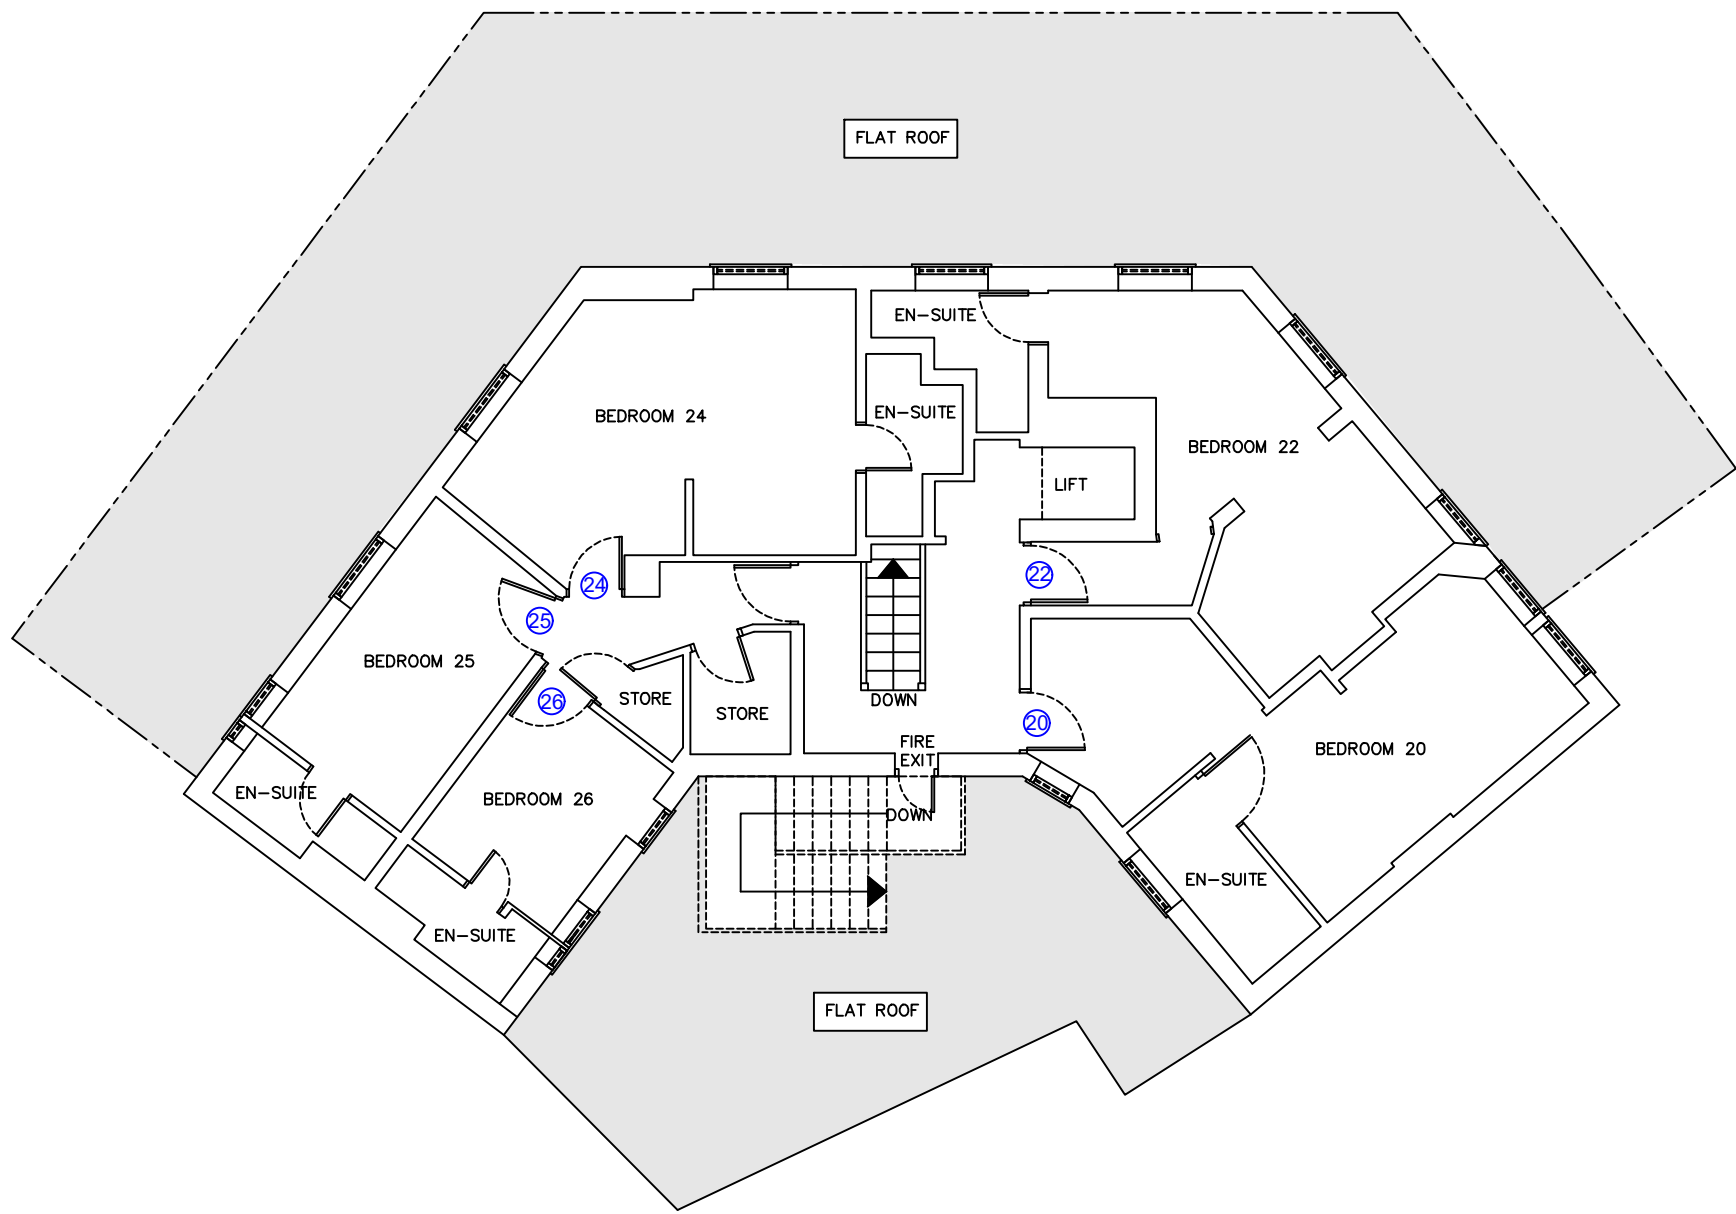 FLAT ROOF
EN-SUITE
BEDROOM 24
EN-SUITE
BEDROOM 22
LIFT
22
24
25
BEDROOM 25
26
STORE
STORE
DOWN
20
FIRE
EXIT
BEDROOM 20
EN-SUITE
BEDROOM 26
DOWN
EN-SUITE
EN-SUITE
FLAT ROOF